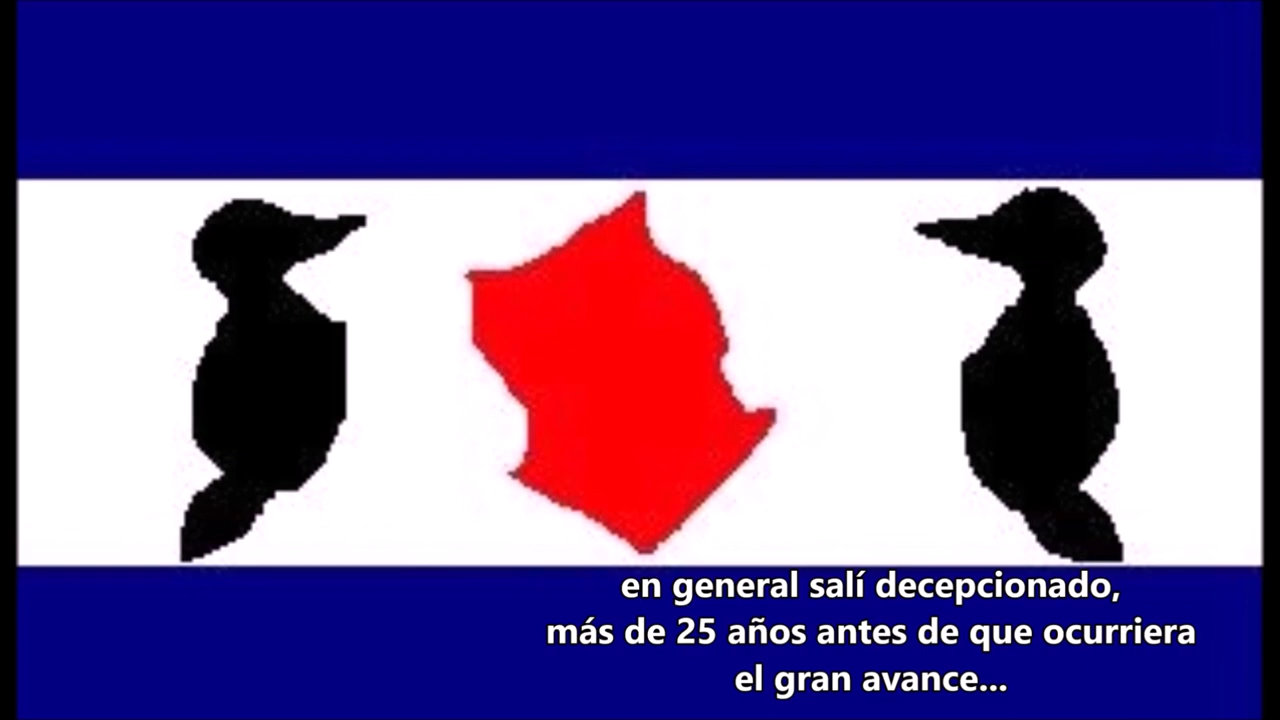 en general salí decepcionado,
más de 25 años antes de que ocurriera
el gran avance...